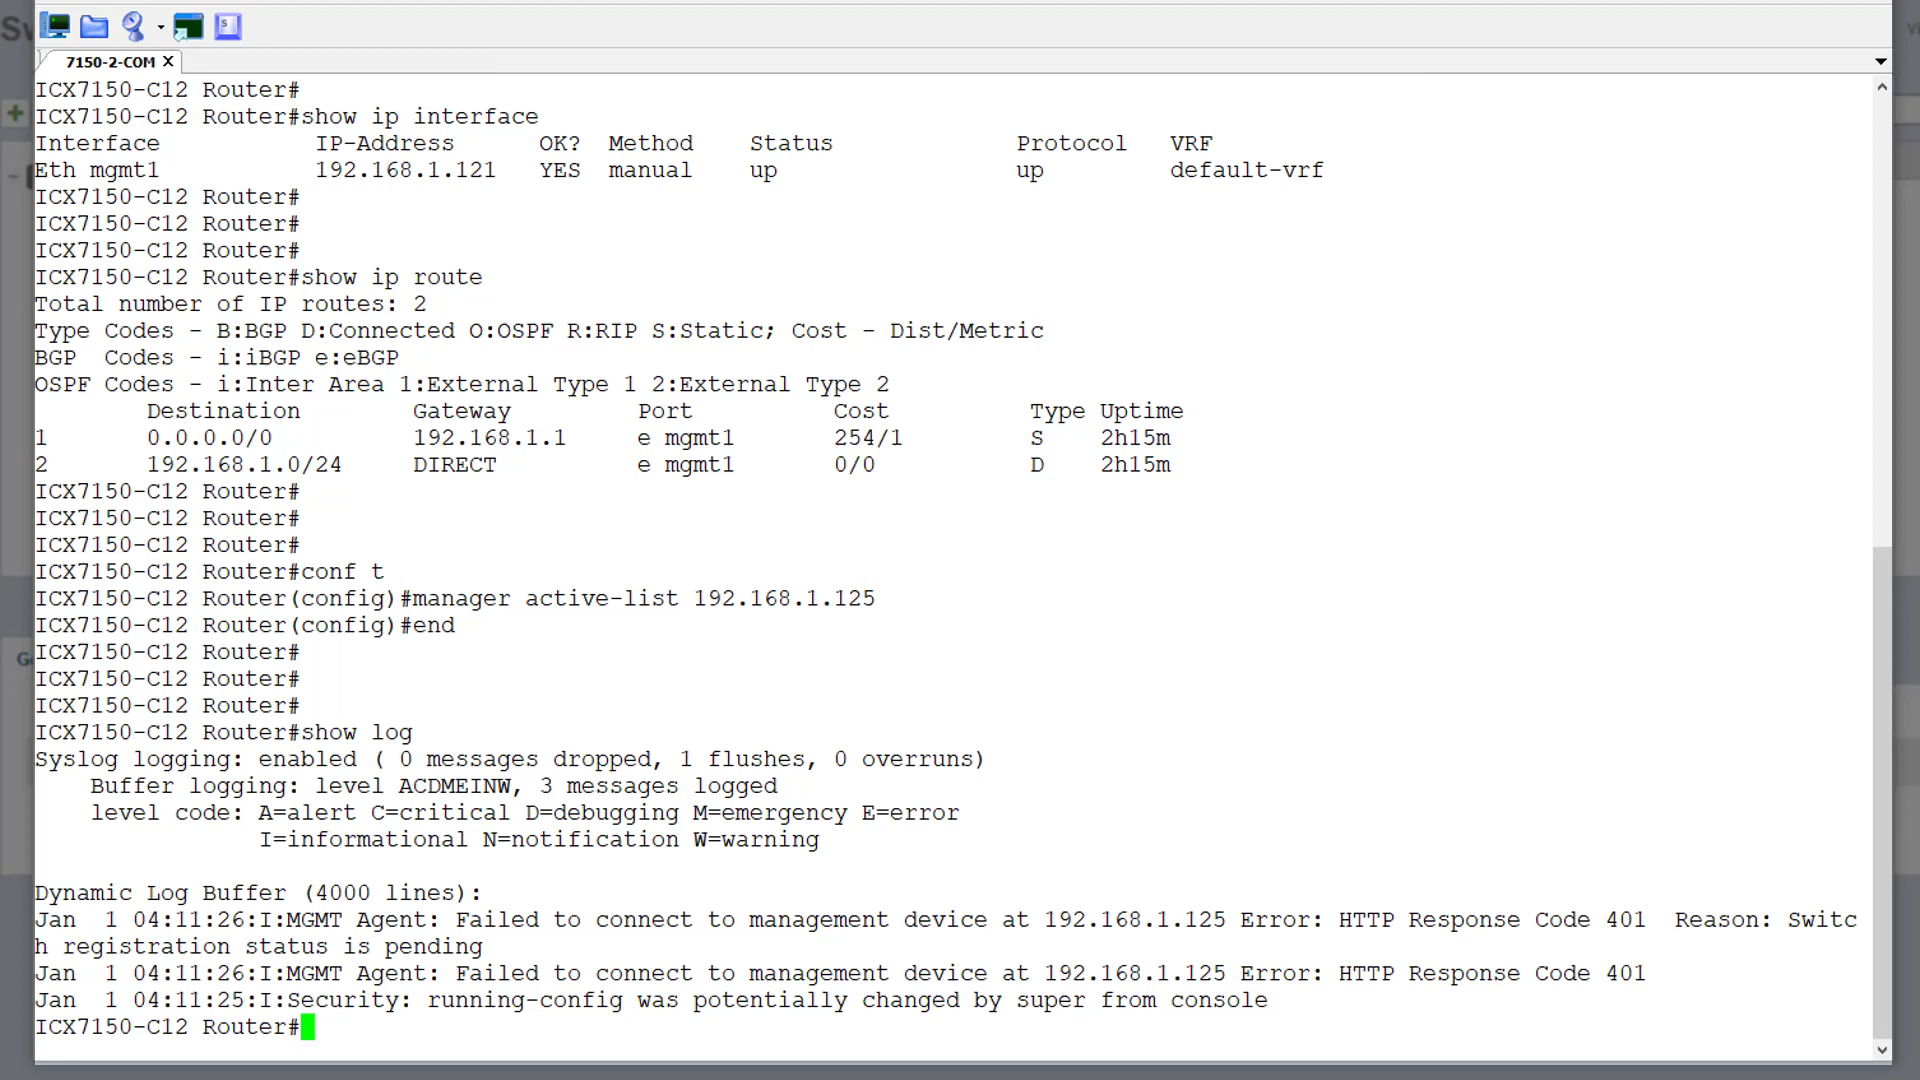 7150-2-COM X
ICX7150-C12 Router#
ICX7150-C12 Router#show ip interface
Interface           IP-Address      OK?  Method    Status              Protocol   VRF
Eth mgmt1           192.168.1.121   YES  manual    up                  up         default-vrf
ICX7150-C12 Router#
ICX7150-C12 Router#
ICX7150-C12 Router#
ICX7150-C12 Router#show ip route
Total number of IP routes: 2
Type Codes - B:BGP D:Connected O:OSPF R:RIP S:Static; Cost - Dist/Metric
BGP  Codes - i:iBGP e:eBGP
OSPF Codes - i:Inter Area 1:External Type 1 2:External Type 2
        Destination        Gateway         Port          Cost          Type Uptime
1       0.0.0.0/0          192.168.1.1     e mgmt1       254/1         S    2h15m
2       192.168.1.0/24     DIRECT          e mgmt1       0/0           D    2h15m
ICX7150-C12 Router#
ICX7150-C12 Router#
ICX7150-C12 Router#
ICX7150-C12 Router#conf t
ICX7150-C12 Router(config)#manager active-list 192.168.1.125
ICX7150-C12 Router(config)#end
ICX7150-C12 Router#
ICX7150-C12 Router#
ICX7150-C12 Router#
ICX7150-C12 Router#show log
Syslog logging: enabled ( 0 messages dropped, 1 flushes, 0 overruns)
    Buffer logging: level ACDMEINW, 3 messages logged
    level code: A=alert C=critical D=debugging M=emergency E=error
                I=informational N=notification W=warning
Dynamic Log Buffer (4000 lines):
Jan  1 04:11:26:I:MGMT Agent: Failed to connect to management device at 192.168.1.125 Error: HTTP Response Code 401  Reason: Switc
h registration status is pending
Jan  1 04:11:26:I:MGMT Agent: Failed to connect to management device at 192.168.1.125 Error: HTTP Response Code 401
Jan  1 04:11:25:I:Security: running-config was potentially changed by super from console
ICX7150-C12 Router#